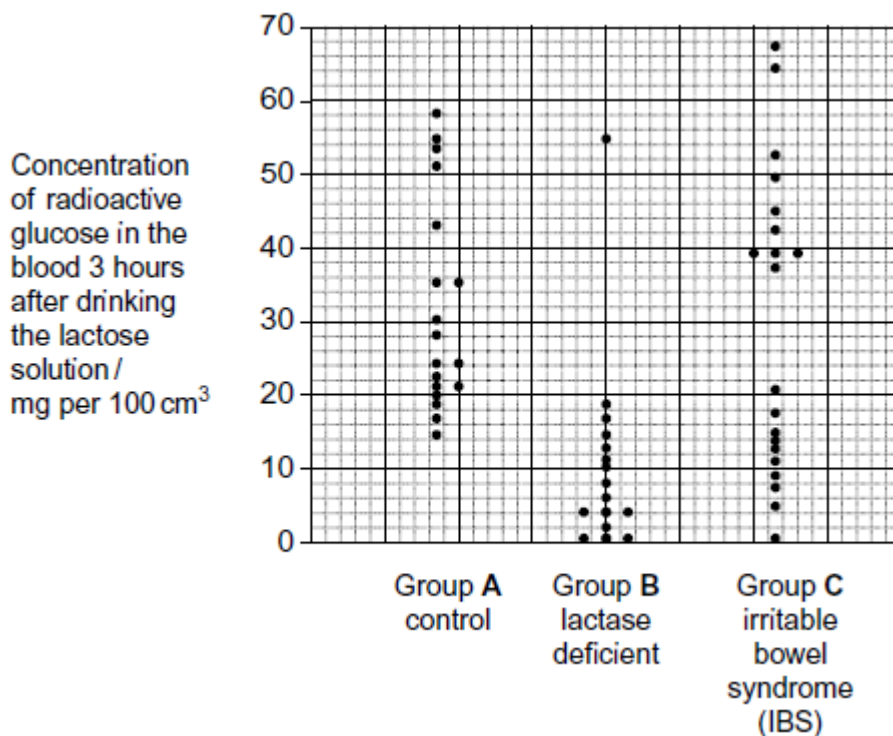 70
60
50
40
30
20
10
0
Concentration
of radioactive
glucose in the
blood 3 hours
after drinking
the lactose
solution /
mg per 100 cm³
Group A
control
Group B
lactase
deficient
Group C
irritable
bowel
syndrome
(IBS)